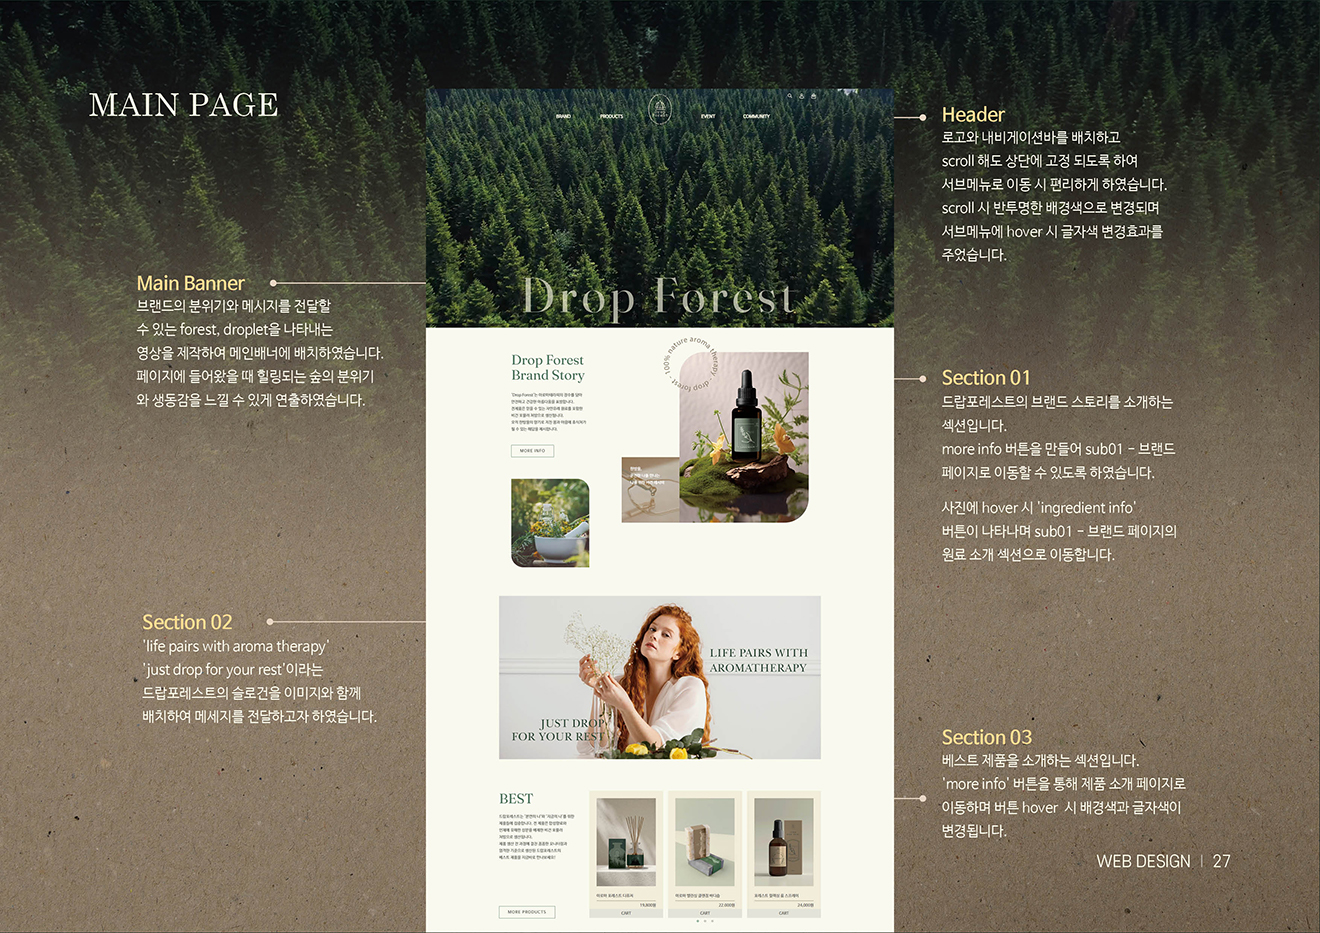 MAIN PAGE
Header
로고와 내비게이션바를 배치하고
scroll 해도 상단에 고정 되도록 하여
서브메뉴로 이동 시 편리하게 하였습니다.
scroll 시 반투명한 배경색으로 변경되며
서브메뉴에 hover 시 글자색 변경효과를
주었습니다.
Main Banner
브랜드의 분위기와 메시지를 전달할
수 있는 forest, droplet을 나타내는
영상을 제작하여 메인배너에 배치하였습니다.
페이지에 들어왔을 때 힐링되는 숲의 분위기
와 생동감을 느낄 수 있게 연출하였습니다.
Section 01
드랍포레스트의 브랜드 스토리를 소개하는
섹션입니다.
more info 버튼을 만들어 sub01 - 브랜드
페이지로 이동할 수 있도록 하였습니다.
사진에 hover 시 'ingredient info'
버튼이 나타나며 sub01 - 브랜드 페이지의
원료 소개 섹션으로 이동합니다.
Section 02
'life pairs with aroma therapy'
'just drop for your rest'이라는
드랍포레스트의 슬로건을 이미지와 함께
배치하여 메세지를 전달하고자 하였습니다.
Section 03
베스트 제품을 소개하는 섹션입니다.
'more info' 버튼을 통해 제품 소개 페이지로
이동하며 버튼 hover 시 배경색과 글자색이
변경됩니다.
BRAND PRODUCTS EVENT COMMUNITY
Drop Forest
Drop Forest
Brand Story
MORE INFO
100% nature aroma therapy - drop forest -
LIFE PAIRS WITH
AROMATHERAPY
JUST DROP
FOR YOUR REST
BEST
MORE PRODUCTS
19,800원
CART
22,000원
CART
24,000원
CART
WEB DESIGN | 27